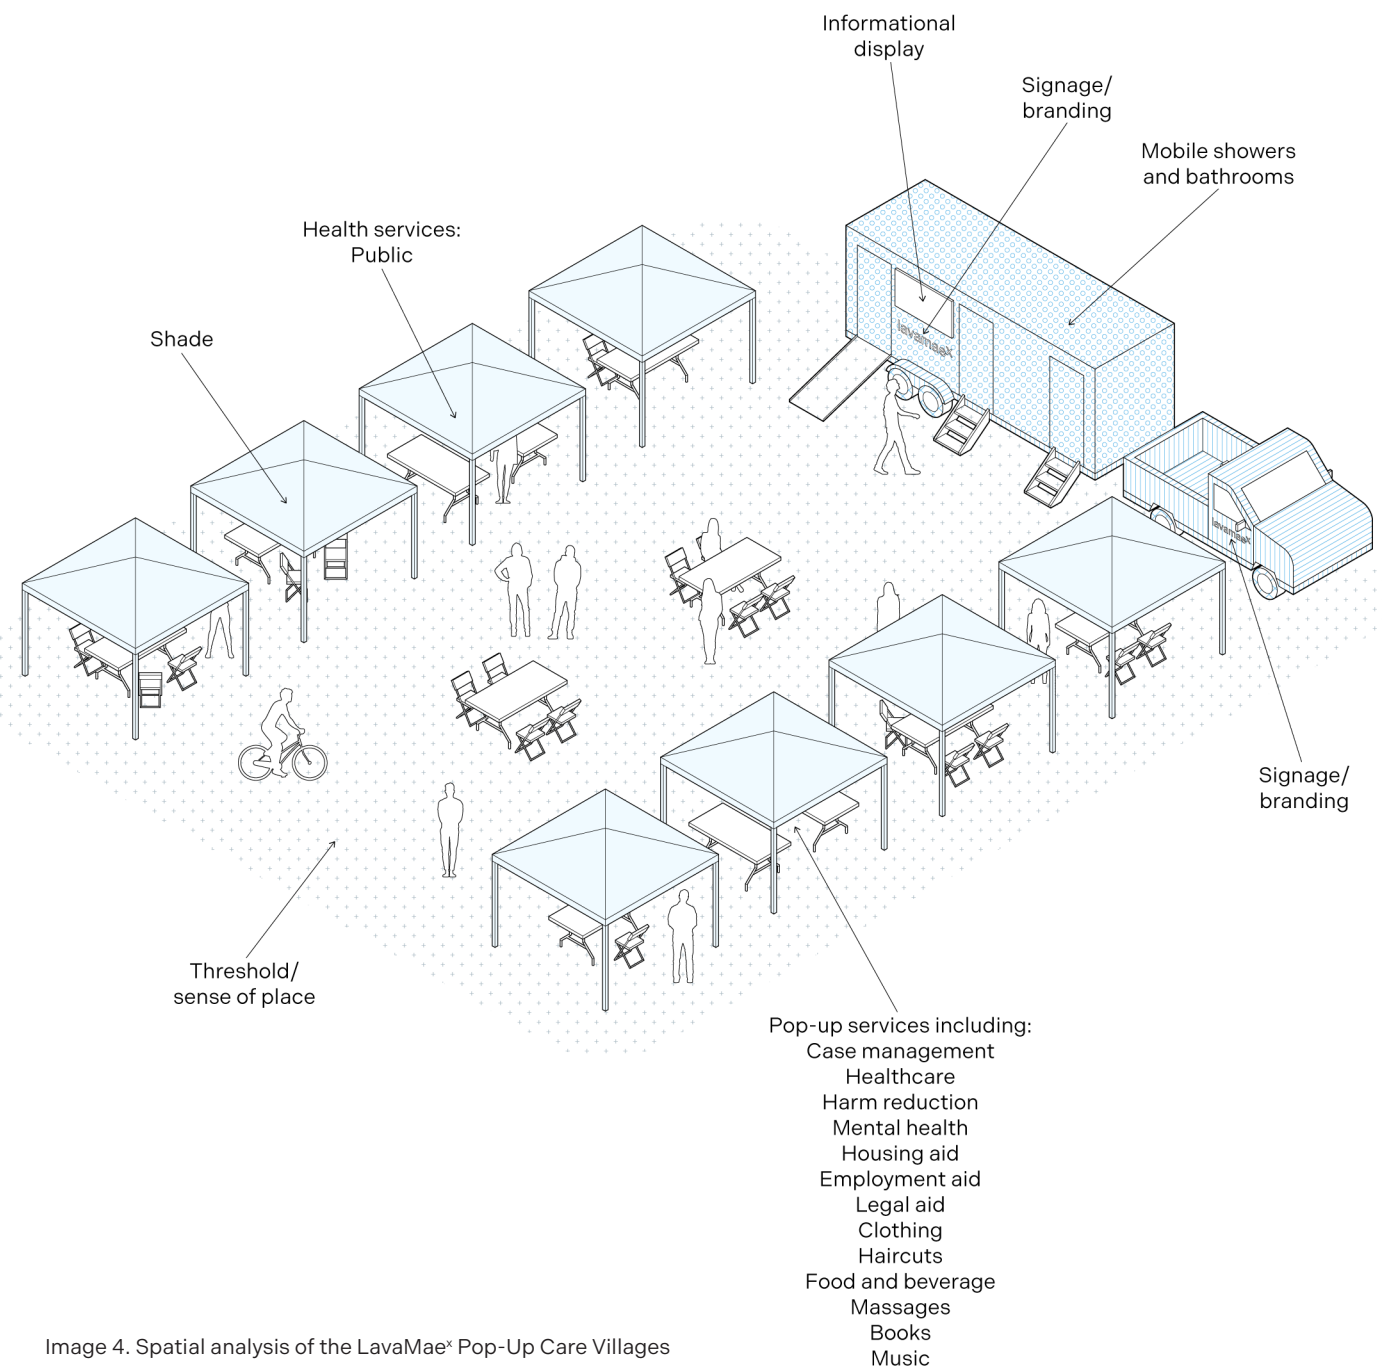 Informational
display
Signage/
branding
Mobile showers
and bathrooms
Health services:
Public
Shade
lavamaeˣ
lavamaeˣ
Signage/
branding
Threshold/
sense of place
Pop-up services including:
Case management
Healthcare
Harm reduction
Mental health
Housing aid
Employment aid
Legal aid
Clothing
Haircuts
Food and beverage
Massages
Books
Music
Image 4. Spatial analysis of the LavaMaeˣ Pop-Up Care Villages